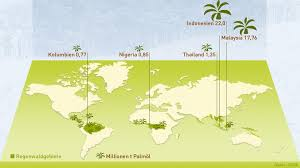 Indonesien 22,0
Malaysia 17,76
Kolumbien 0,77
Nigeria 0,85
Thailand 1,35
Regenwaldgebiete
Millionen t Palmöl